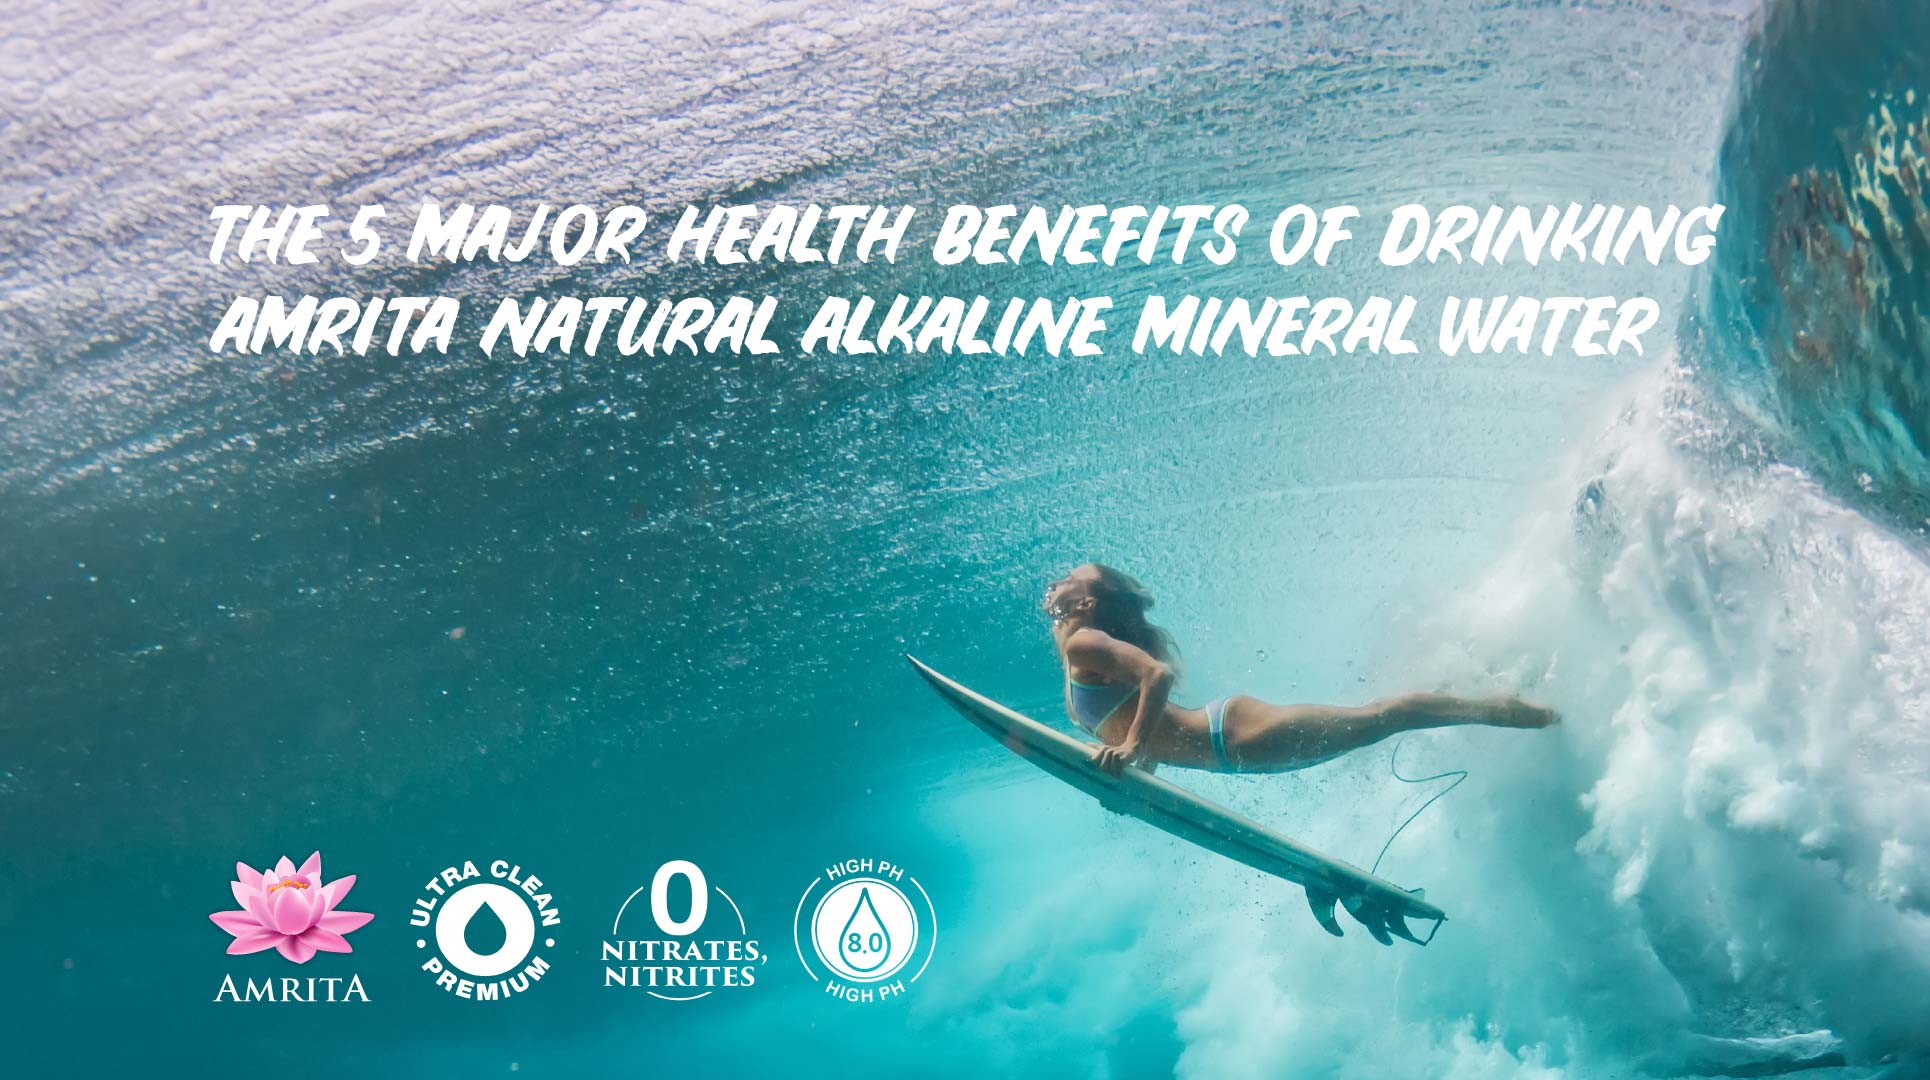 THE 5 MAJOR HEALTH BENEFITS OF DRINKING
AMRITA NATURAL ALKALINE MINERAL WATER
AMRITA
ULTRA CLEAN
PREMIUM
0
NITRATES,
NITRITES
HIGH PH
8.0
HIGH PH